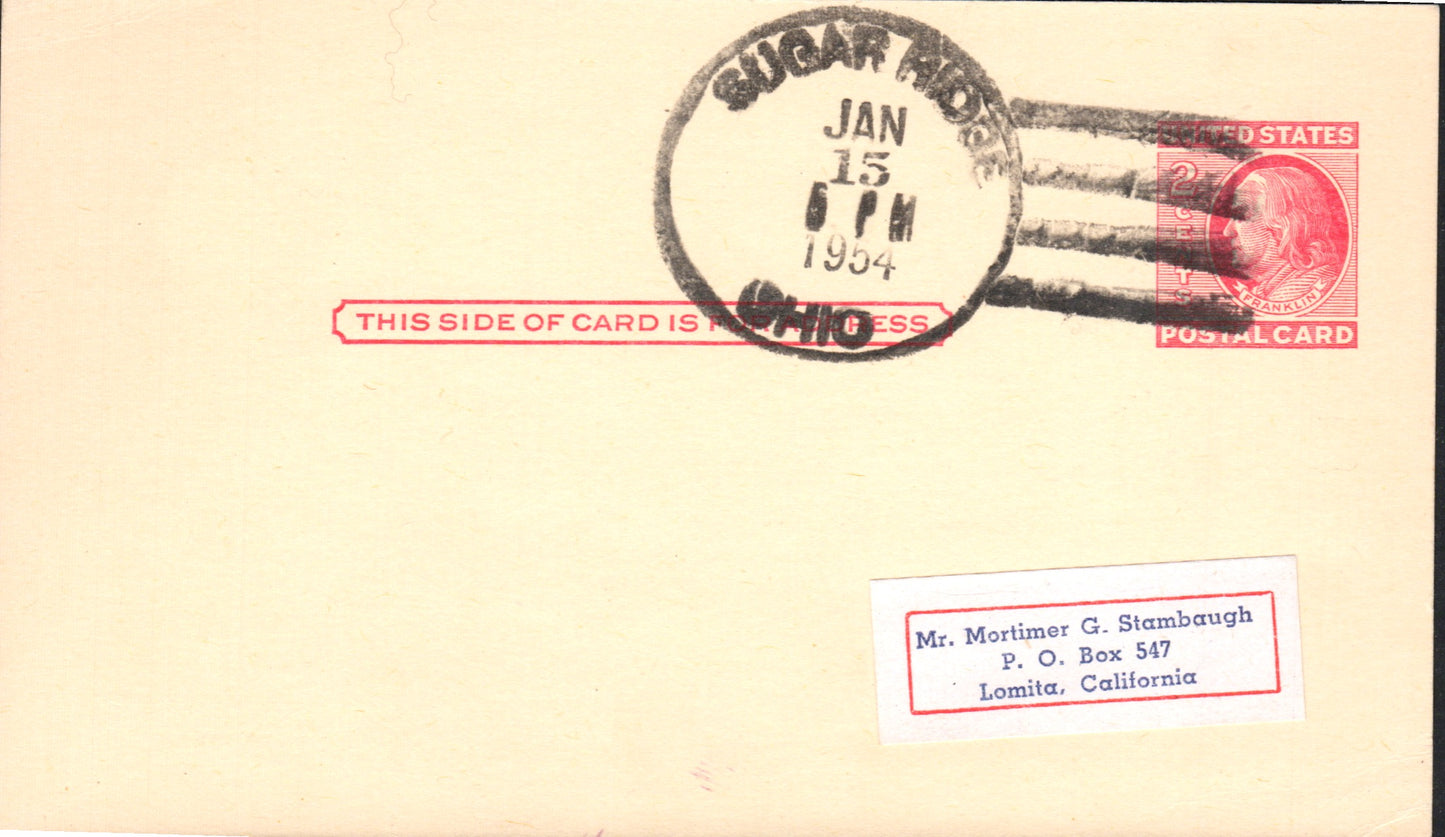 SUGAR RIDGE
JAN
15
PM
1954
OHIO
UNITED STATES
2 CENTS
FRANKLIN
POSTAL CARD
THIS SIDE OF CARD IS FOR ADDRESS
Mr. Mortimer G. Stambaugh
P. O. Box 547
Lomita, California